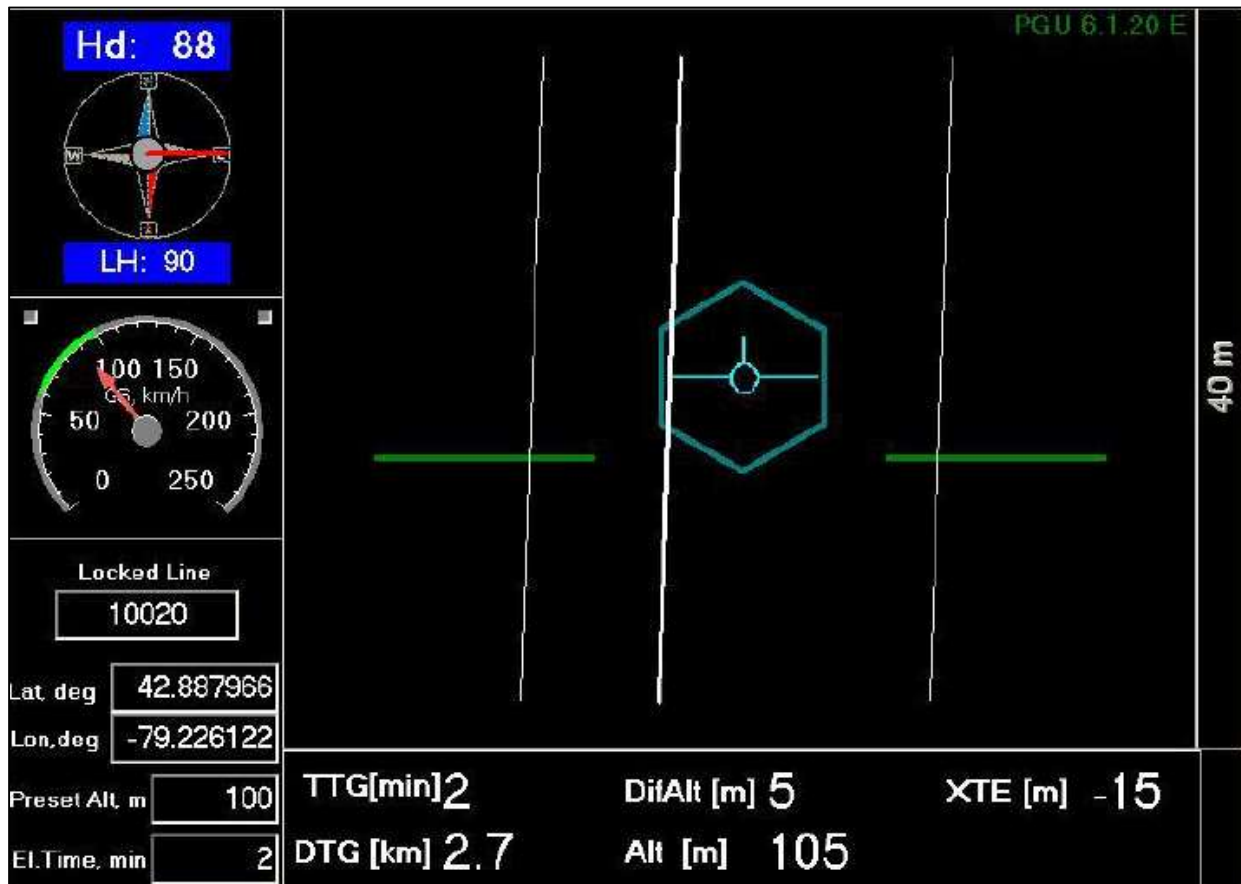 PGU 6.1.20 E
Hd: 88
W
LH: 90
100 150
GS, km/h
50 200
0 250
40 m
Locked Line
10020
Lat, deg 42.887966
Lon,deg -79.226122
Preset Alt, m 100
El.Time, min 2
TTG[min] 2 DifAlt [m] 5 XTE [m] -15
DTG [km] 2.7 Alt [m] 105